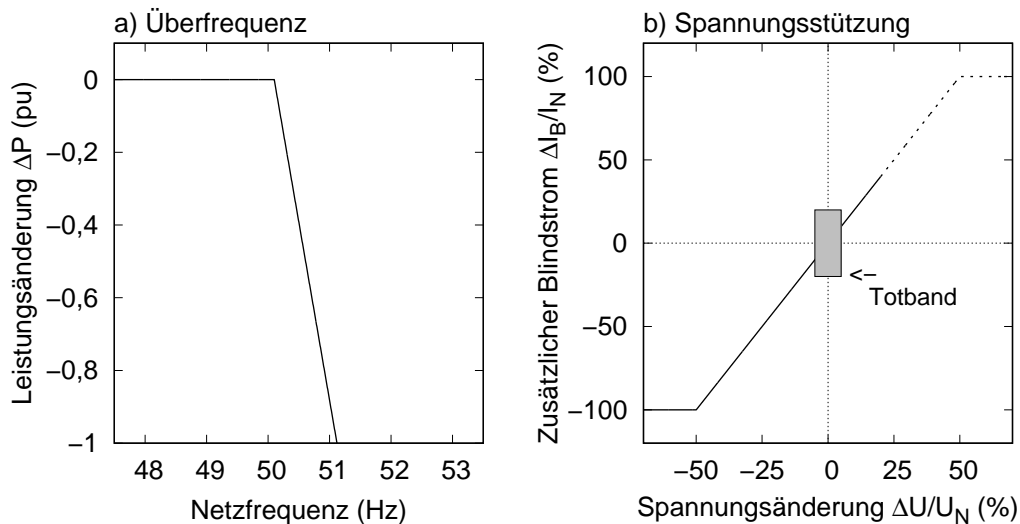 a) Überfrequenz
Leistungsänderung ΔP (pu)
0
−0,2
−0,4
−0,6
−0,8
−1
48 49 50 51 52 53
Netzfrequenz (Hz)
b) Spannungsstützung
Zusätzlicher Blindstrom ΔI_B/I_N (%)
100
50
0
−50
−100
<−
Totband
−50 −25 0 25 50
Spannungsänderung ΔU/U_N (%)